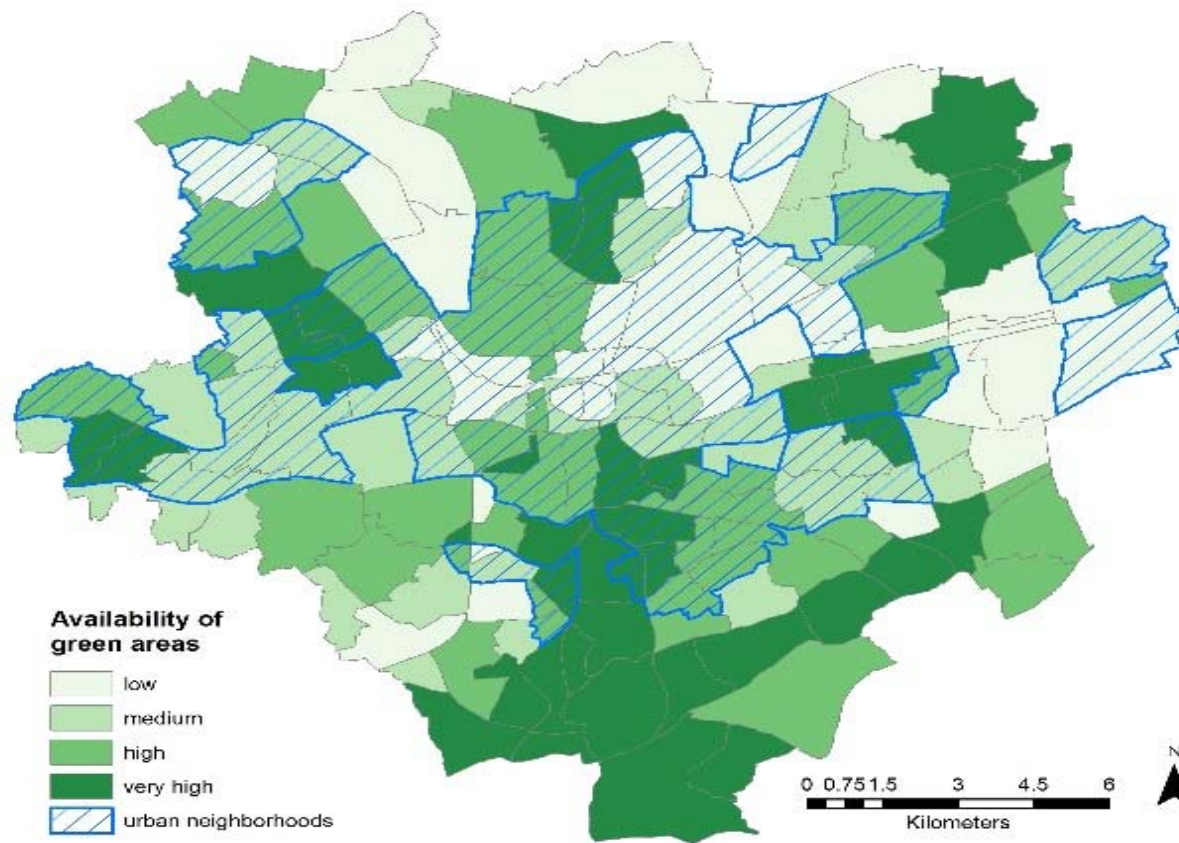 Availability of
green areas
low
medium
high
very high
urban neighborhoods
0 0.75 1.5 3 4.5 6
Kilometers
N